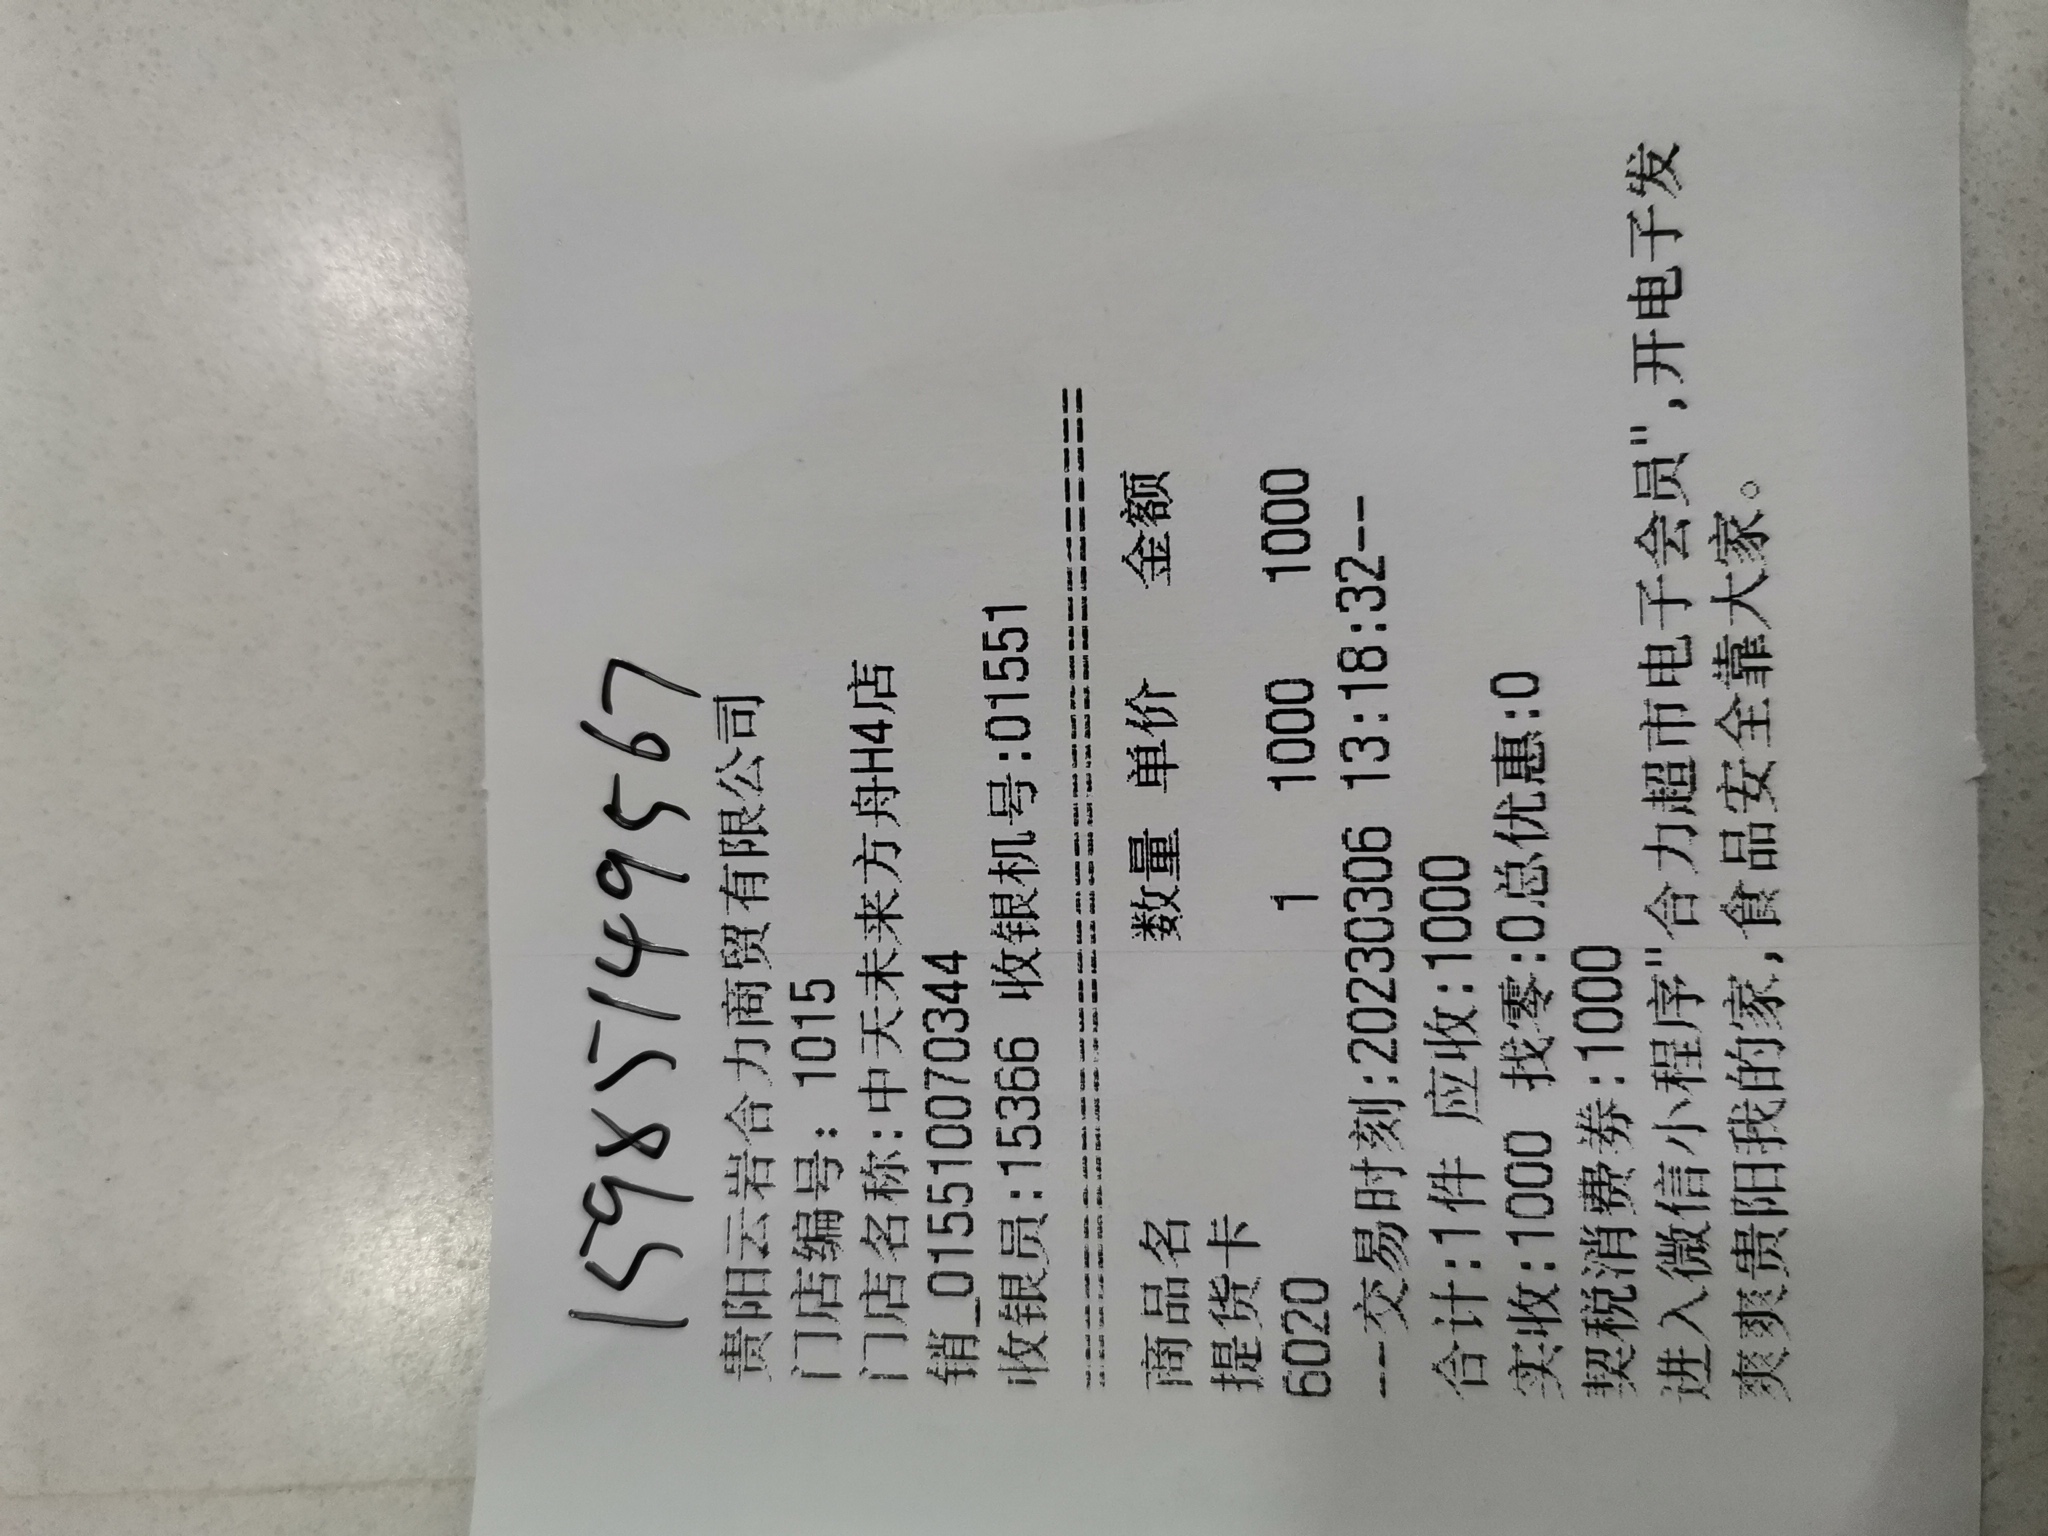 15985149567
贵阳云岩合力商贸有限公司
门店编号: 1015
门店名称:中天未来方舟H4店
销_015510070344
收银员:15366 收银机号:01551
商品名 数量 单价 金额
提货卡
6020 1 1000 1000
--交易时刻:20230306 13:18:32--
合计:1件 应收:1000
实收:1000 找零:0总优惠:0
契税消费券:1000
进入微信小程序"合力超市电子会员",开电子发
爽爽贵阳我的家,食品安全靠大家。